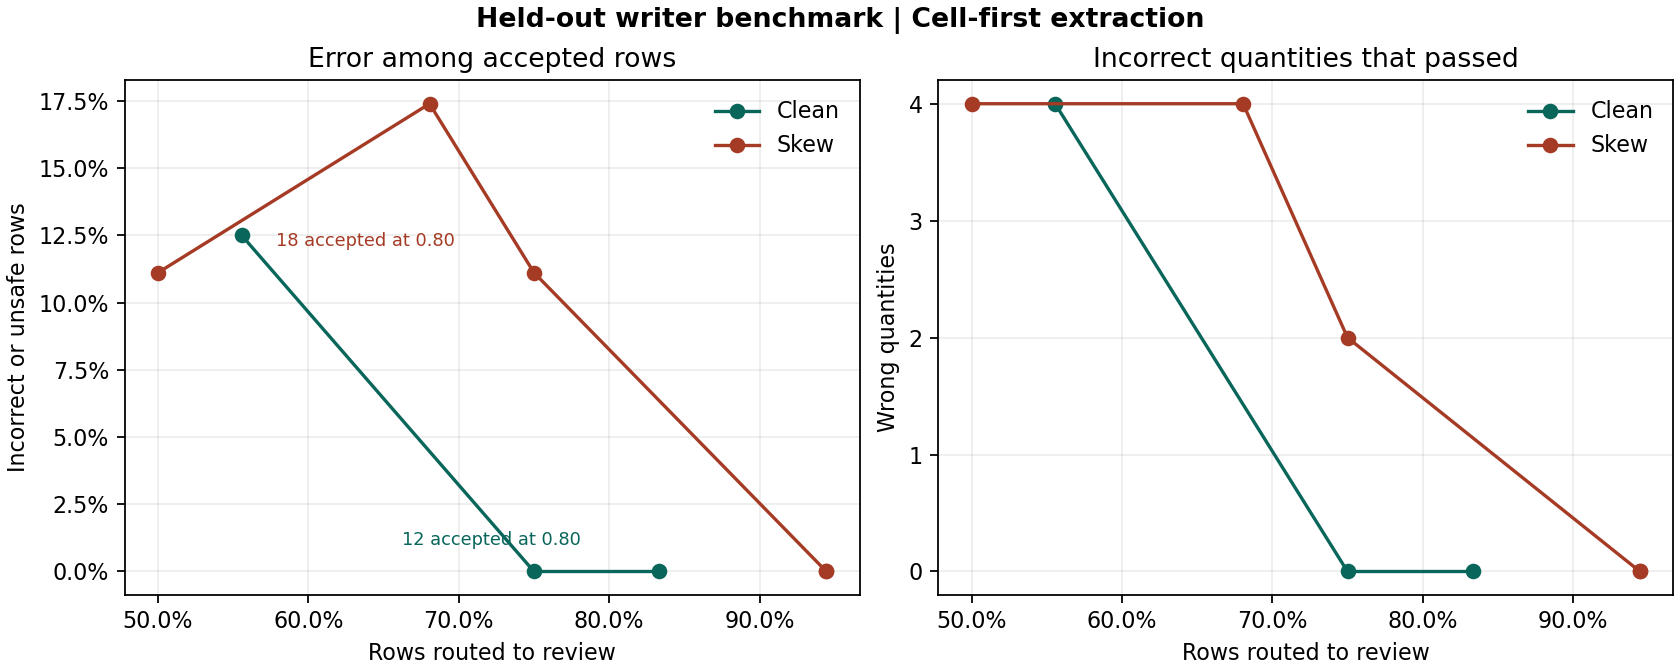 Held-out writer benchmark | Cell-first extraction
Error among accepted rows
Incorrect or unsafe rows
17.5%
15.0%
12.5%
10.0%
7.5%
5.0%
2.5%
0.0%
Clean
Skew
18 accepted at 0.80
12 accepted at 0.80
50.0% 60.0% 70.0% 80.0% 90.0%
Rows routed to review
Incorrect quantities that passed
Wrong quantities
4
3
2
1
0
Clean
Skew
50.0% 60.0% 70.0% 80.0% 90.0%
Rows routed to review